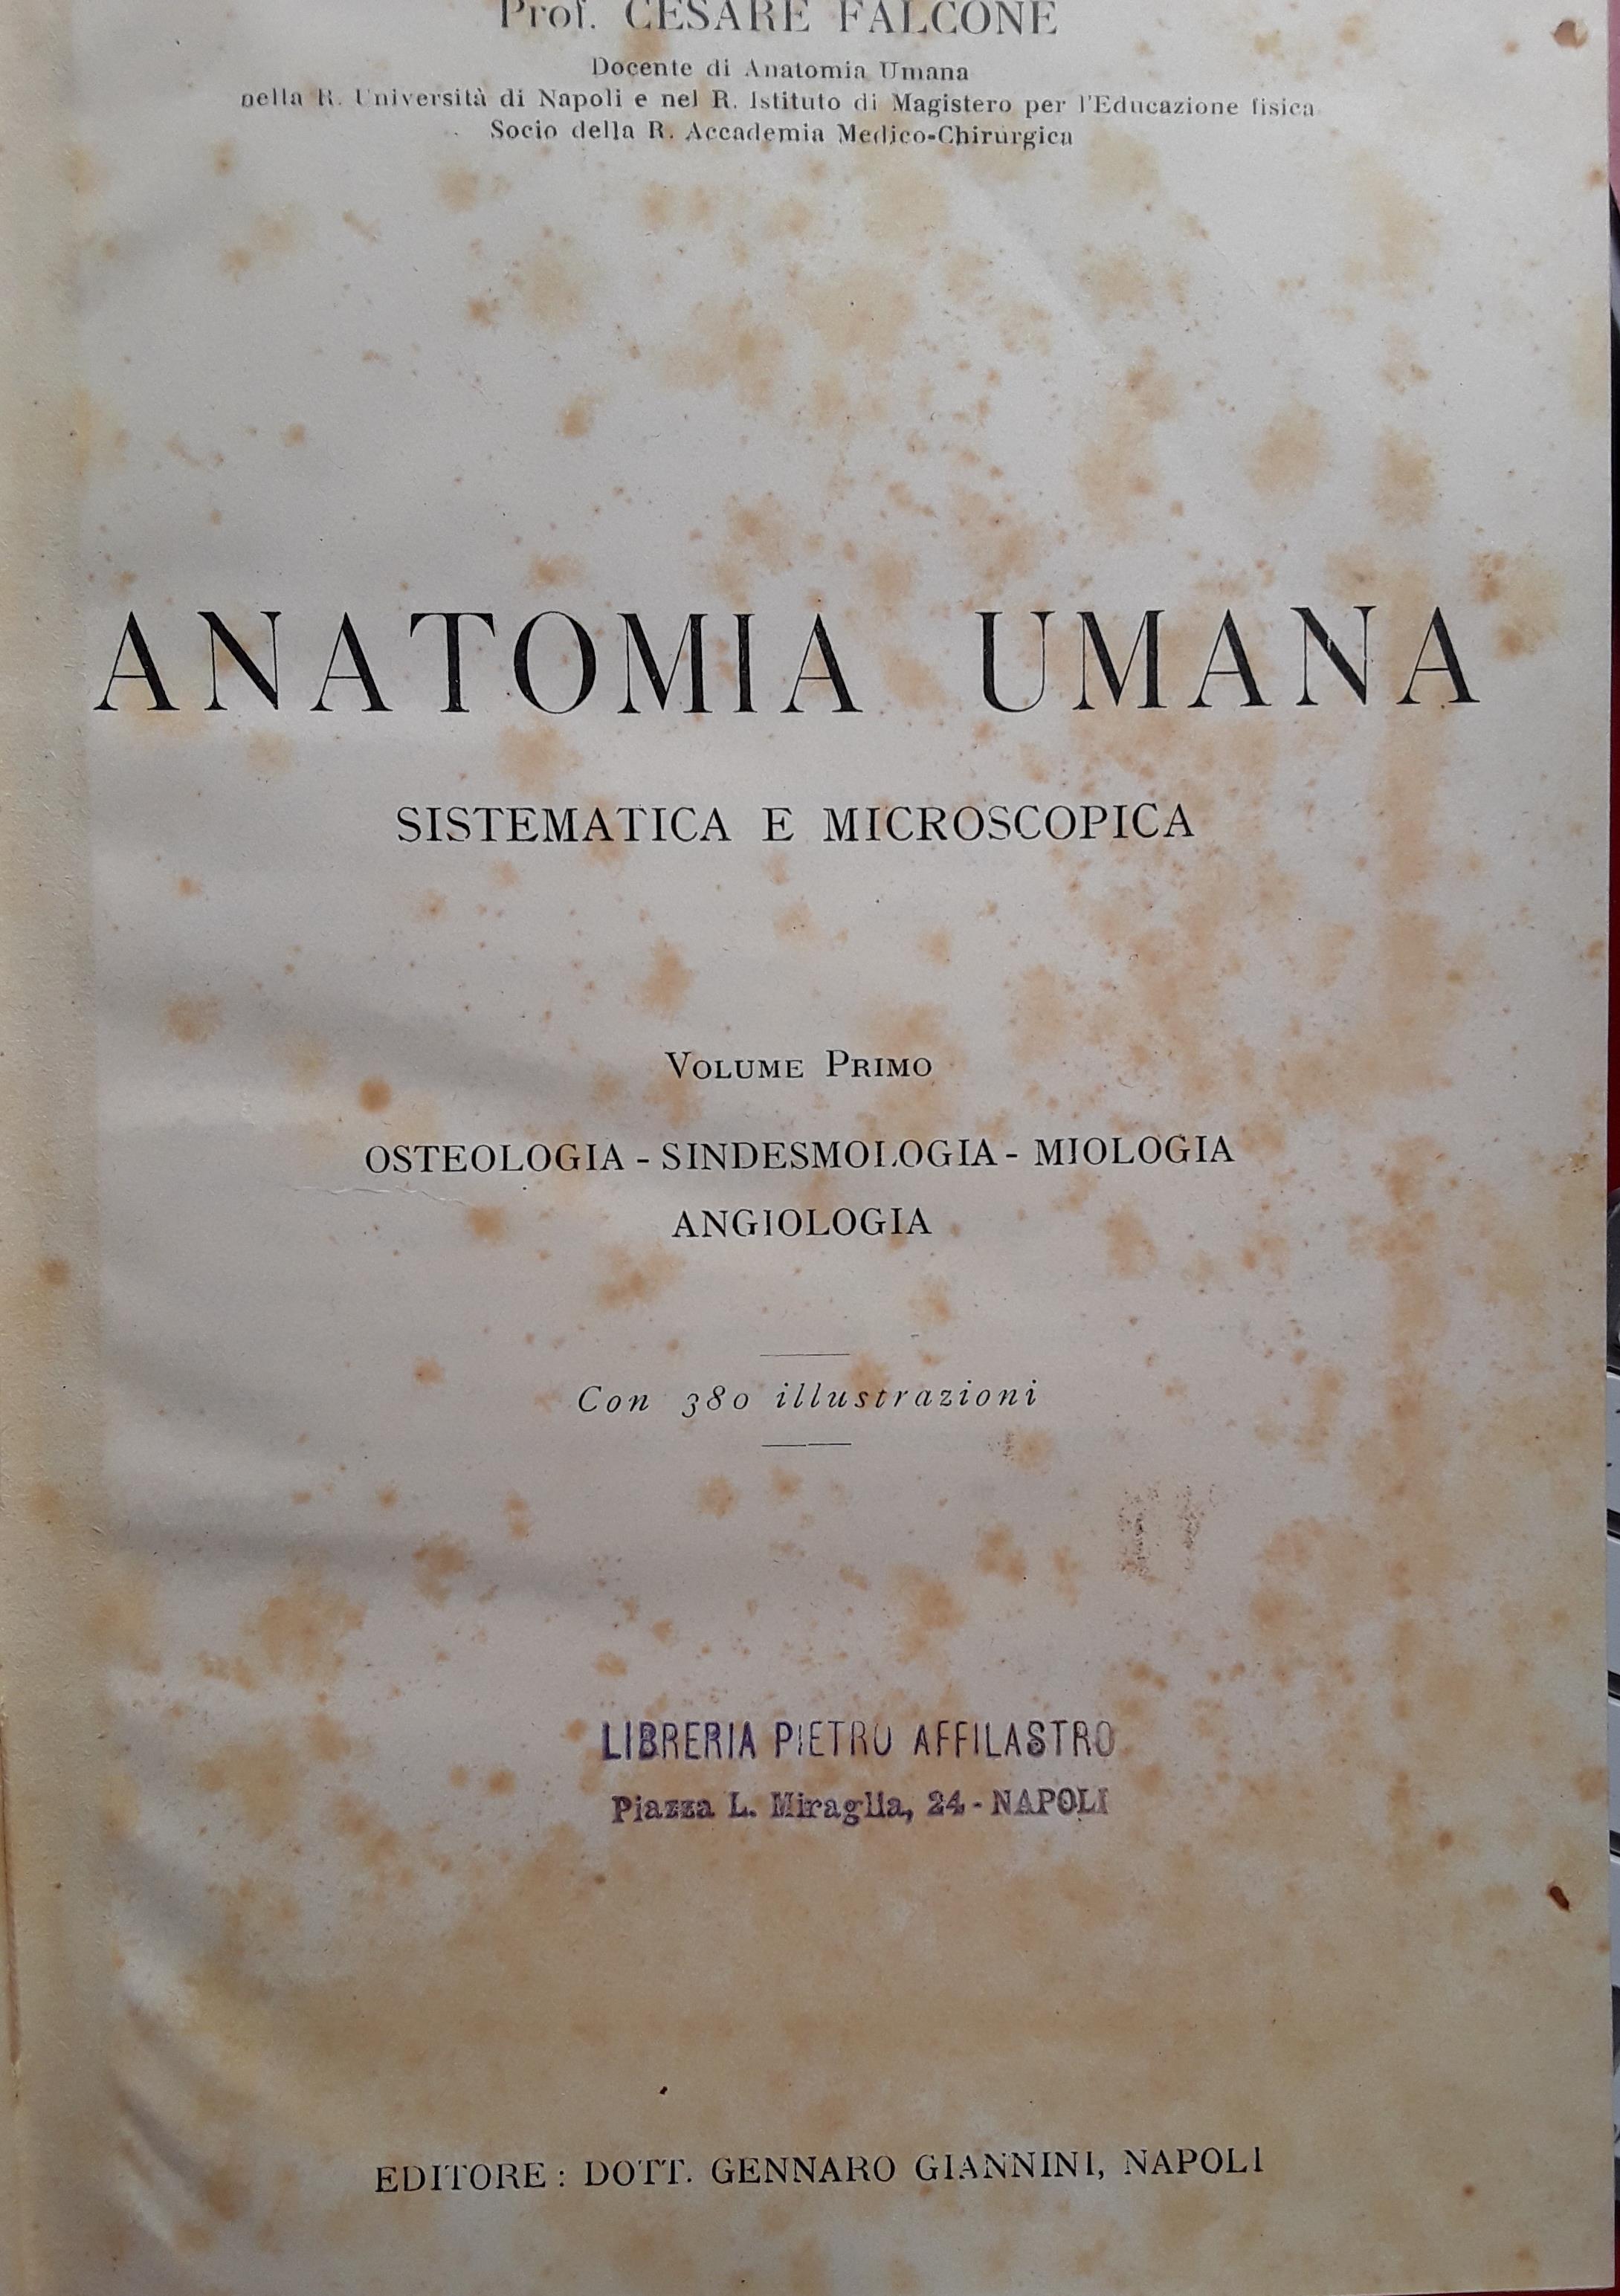 Prof. CESARE FALCONE
Docente di Anatomia Umana
nella R. Università di Napoli e nel R. Istituto di Magistero per l'Educazione fisica
Socio della R. Accademia Medico-Chirurgica
ANATOMIA UMANA
SISTEMATICA E MICROSCOPICA
VOLUME PRIMO
OSTEOLOGIA - SINDESMOLOGIA - MIOLOGIA
ANGIOLOGIA
Con 380 illustrazioni
LIBRERIA PIETRO AFFILASTRO
Piazza L. Miraglia, 24 - NAPOLI
EDITORE: DOTT. GENNARO GIANNINI, NAPOLI